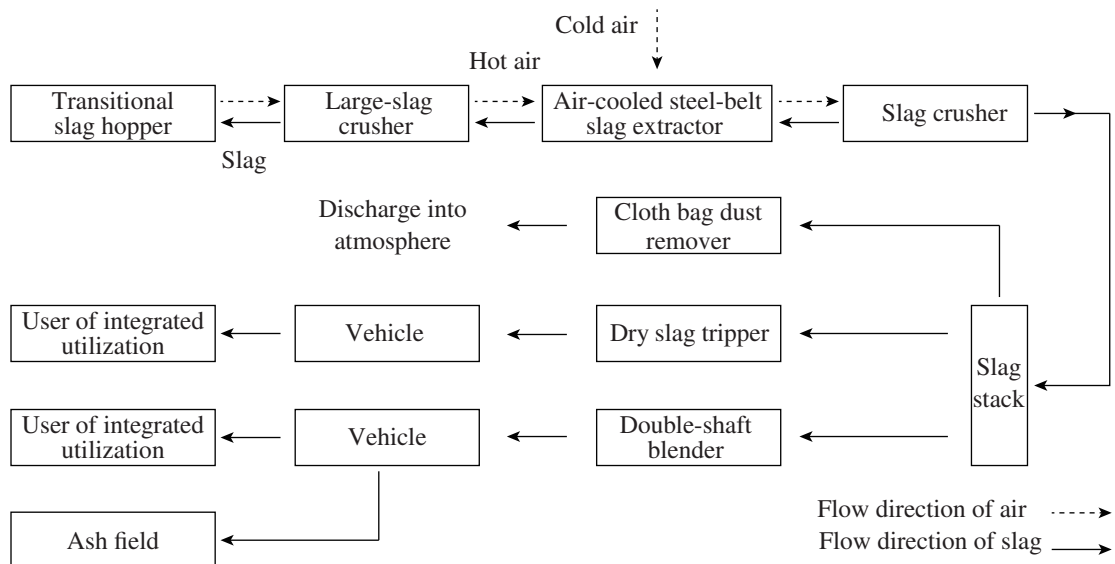 Cold air
Hot air
Transitional
slag hopper
Large-slag
crusher
Air-cooled steel-belt
slag extractor
Slag crusher
Slag
Discharge into
atmosphere
Cloth bag dust
remover
User of integrated
utilization
Vehicle
Dry slag tripper
Slag
stack
User of integrated
utilization
Vehicle
Double-shaft
blender
Ash field
Flow direction of air
Flow direction of slag